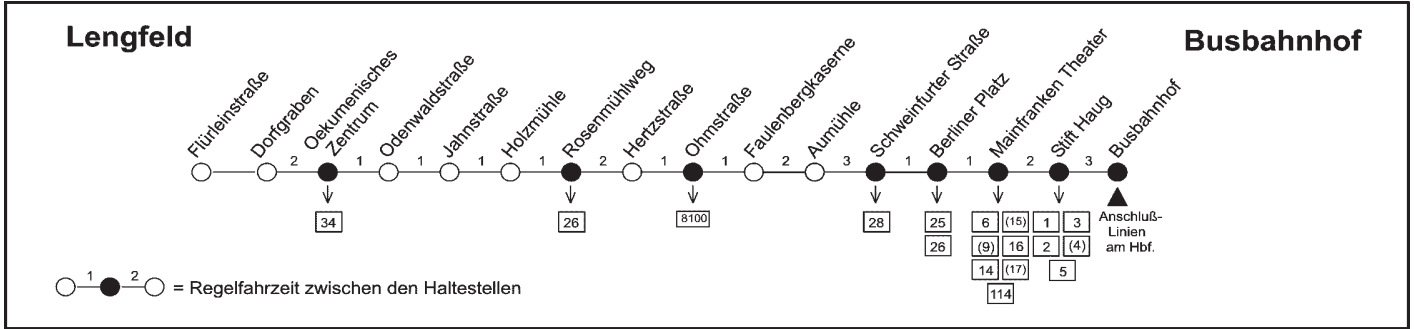 Lengfeld
Busbahnhof
Flürleinstraße
Dorfgraben
Oekumenisches
Zentrum
Odenwaldstraße
Jahnstraße
Holzmühle
Rosenmühlweg
Hertzstraße
Ohmstraße
Faulenbergkaserne
Aumühle
Schweinfurter Straße
Berliner Platz
Mainfranken Theater
Stift Haug
Busbahnhof
2 1 1 1 1 2 1 1 2 3 1 1 2 3
34 26 8100 28 25 6 (15) 1 3
26 (9) 16 2 (4)
14 (17) 5
114
Anschluß-
Linien
am Hbf.
1 2 = Regelfahrzeit zwischen den Haltestellen